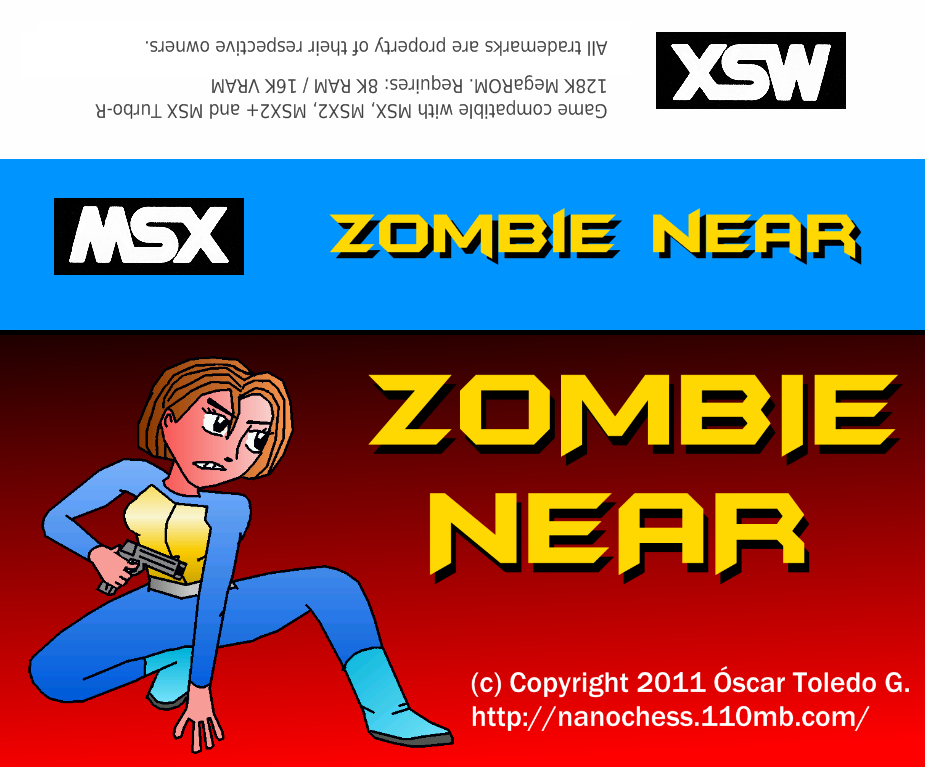 Game compatible with MSX, MSX2, MSX2+ and MSX Turbo-R
128K MegaROM. Requires: 8K RAM / 16K VRAM
All trademarks are property of their respective owners.
MSX
MSX
ZOMBIE NEAR
ZOMBIE
NEAR
(c) Copyright 2011 Óscar Toledo G.
http://nanochess.110mb.com/